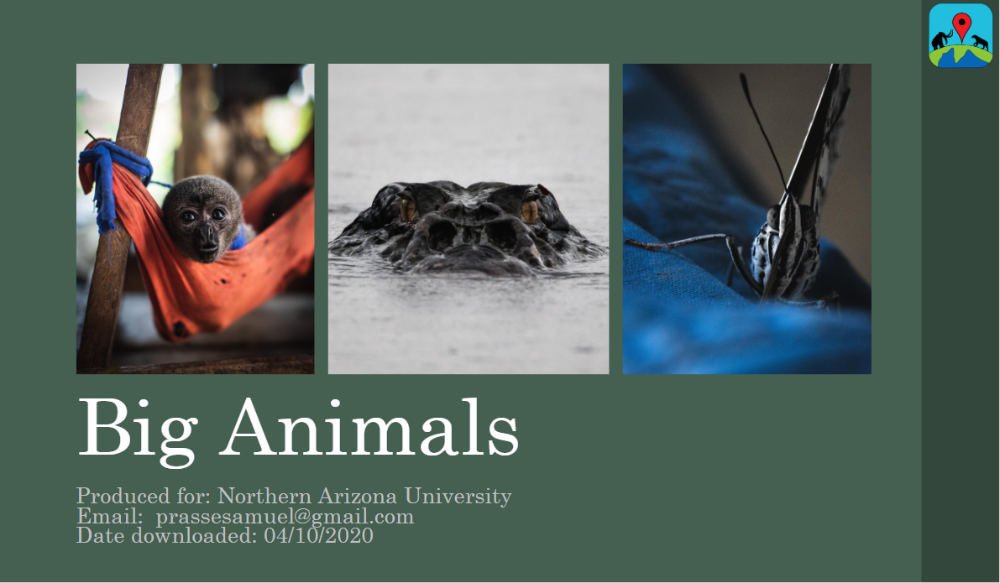 Big Animals
Produced for: Northern Arizona University
Email:  prassesamuel@gmail.com
Date downloaded: 04/10/2020